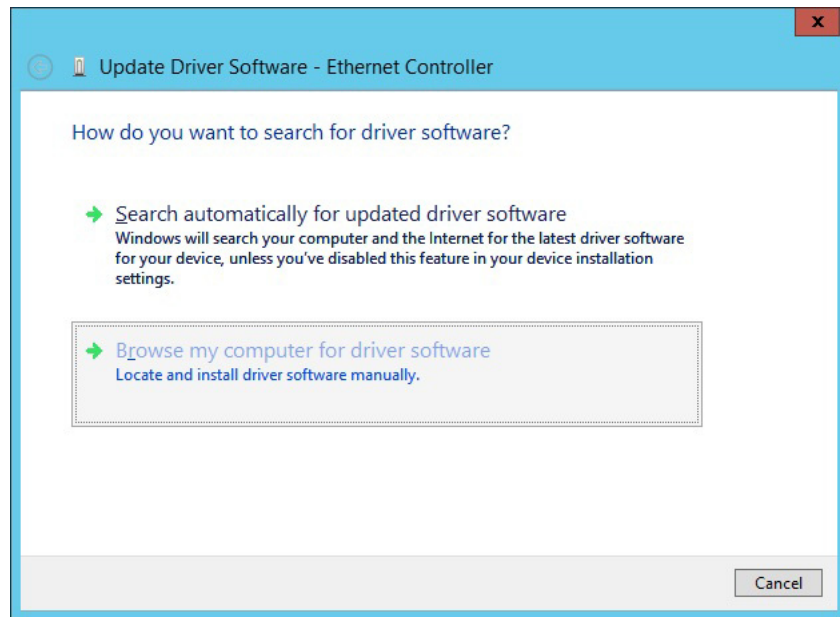 x
Update Driver Software - Ethernet Controller
How do you want to search for driver software?
Search automatically for updated driver software
Windows will search your computer and the Internet for the latest driver software
for your device, unless you've disabled this feature in your device installation
settings.
Browse my computer for driver software
Locate and install driver software manually.
Cancel